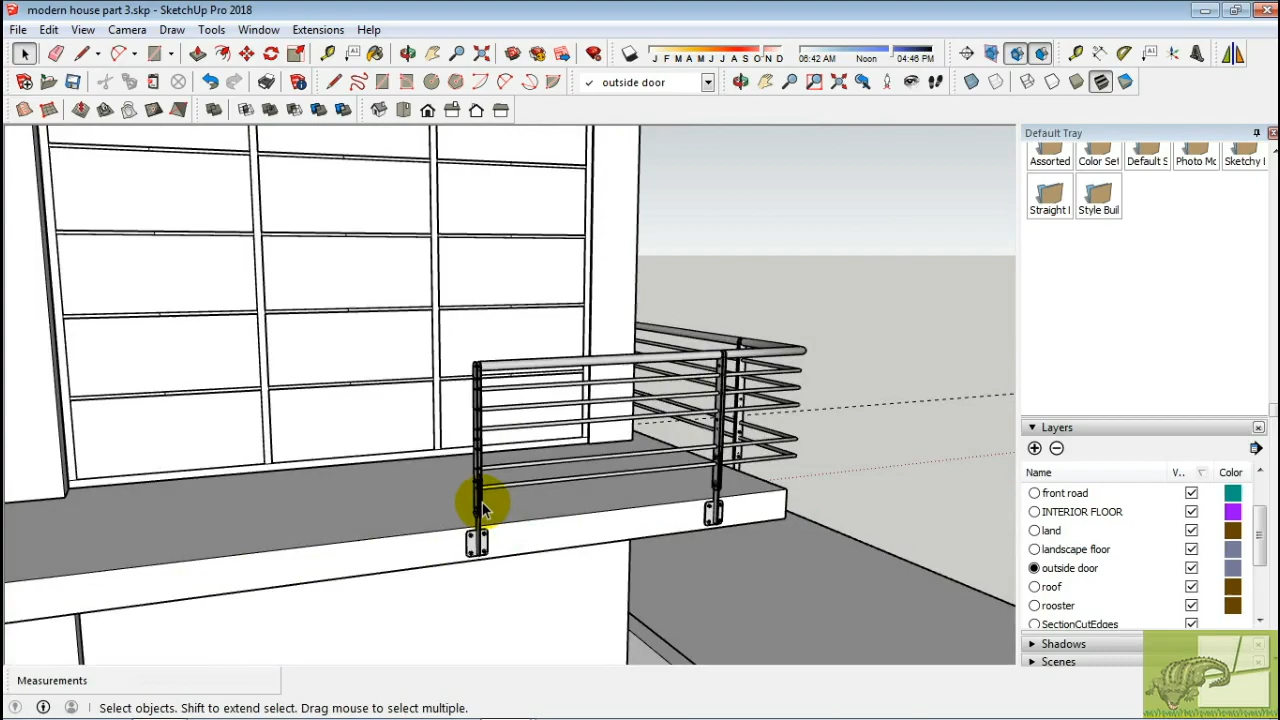 modern house part 3.skp - SketchUp Pro 2018
File Edit View Camera Draw Tools Window Extensions Help
J F M A M J J A S O N D 06:42 AM Noon 04:46 PM
outside door
Default Tray
Assorted Color Se Default S Photo Mo Sketchy
Straight Style Buil
Layers
Name V.. Color
front road
INTERIOR FLOOR
land
landscape floor
outside door
roof
rooster
SectionCutEdges
Shadows
Scenes
Measurements
Select objects. Shift to extend select. Drag mouse to select multiple.